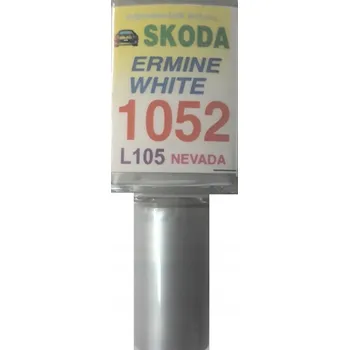 SKODA
ERMINE
WHITE
1052
L105 NEVADA